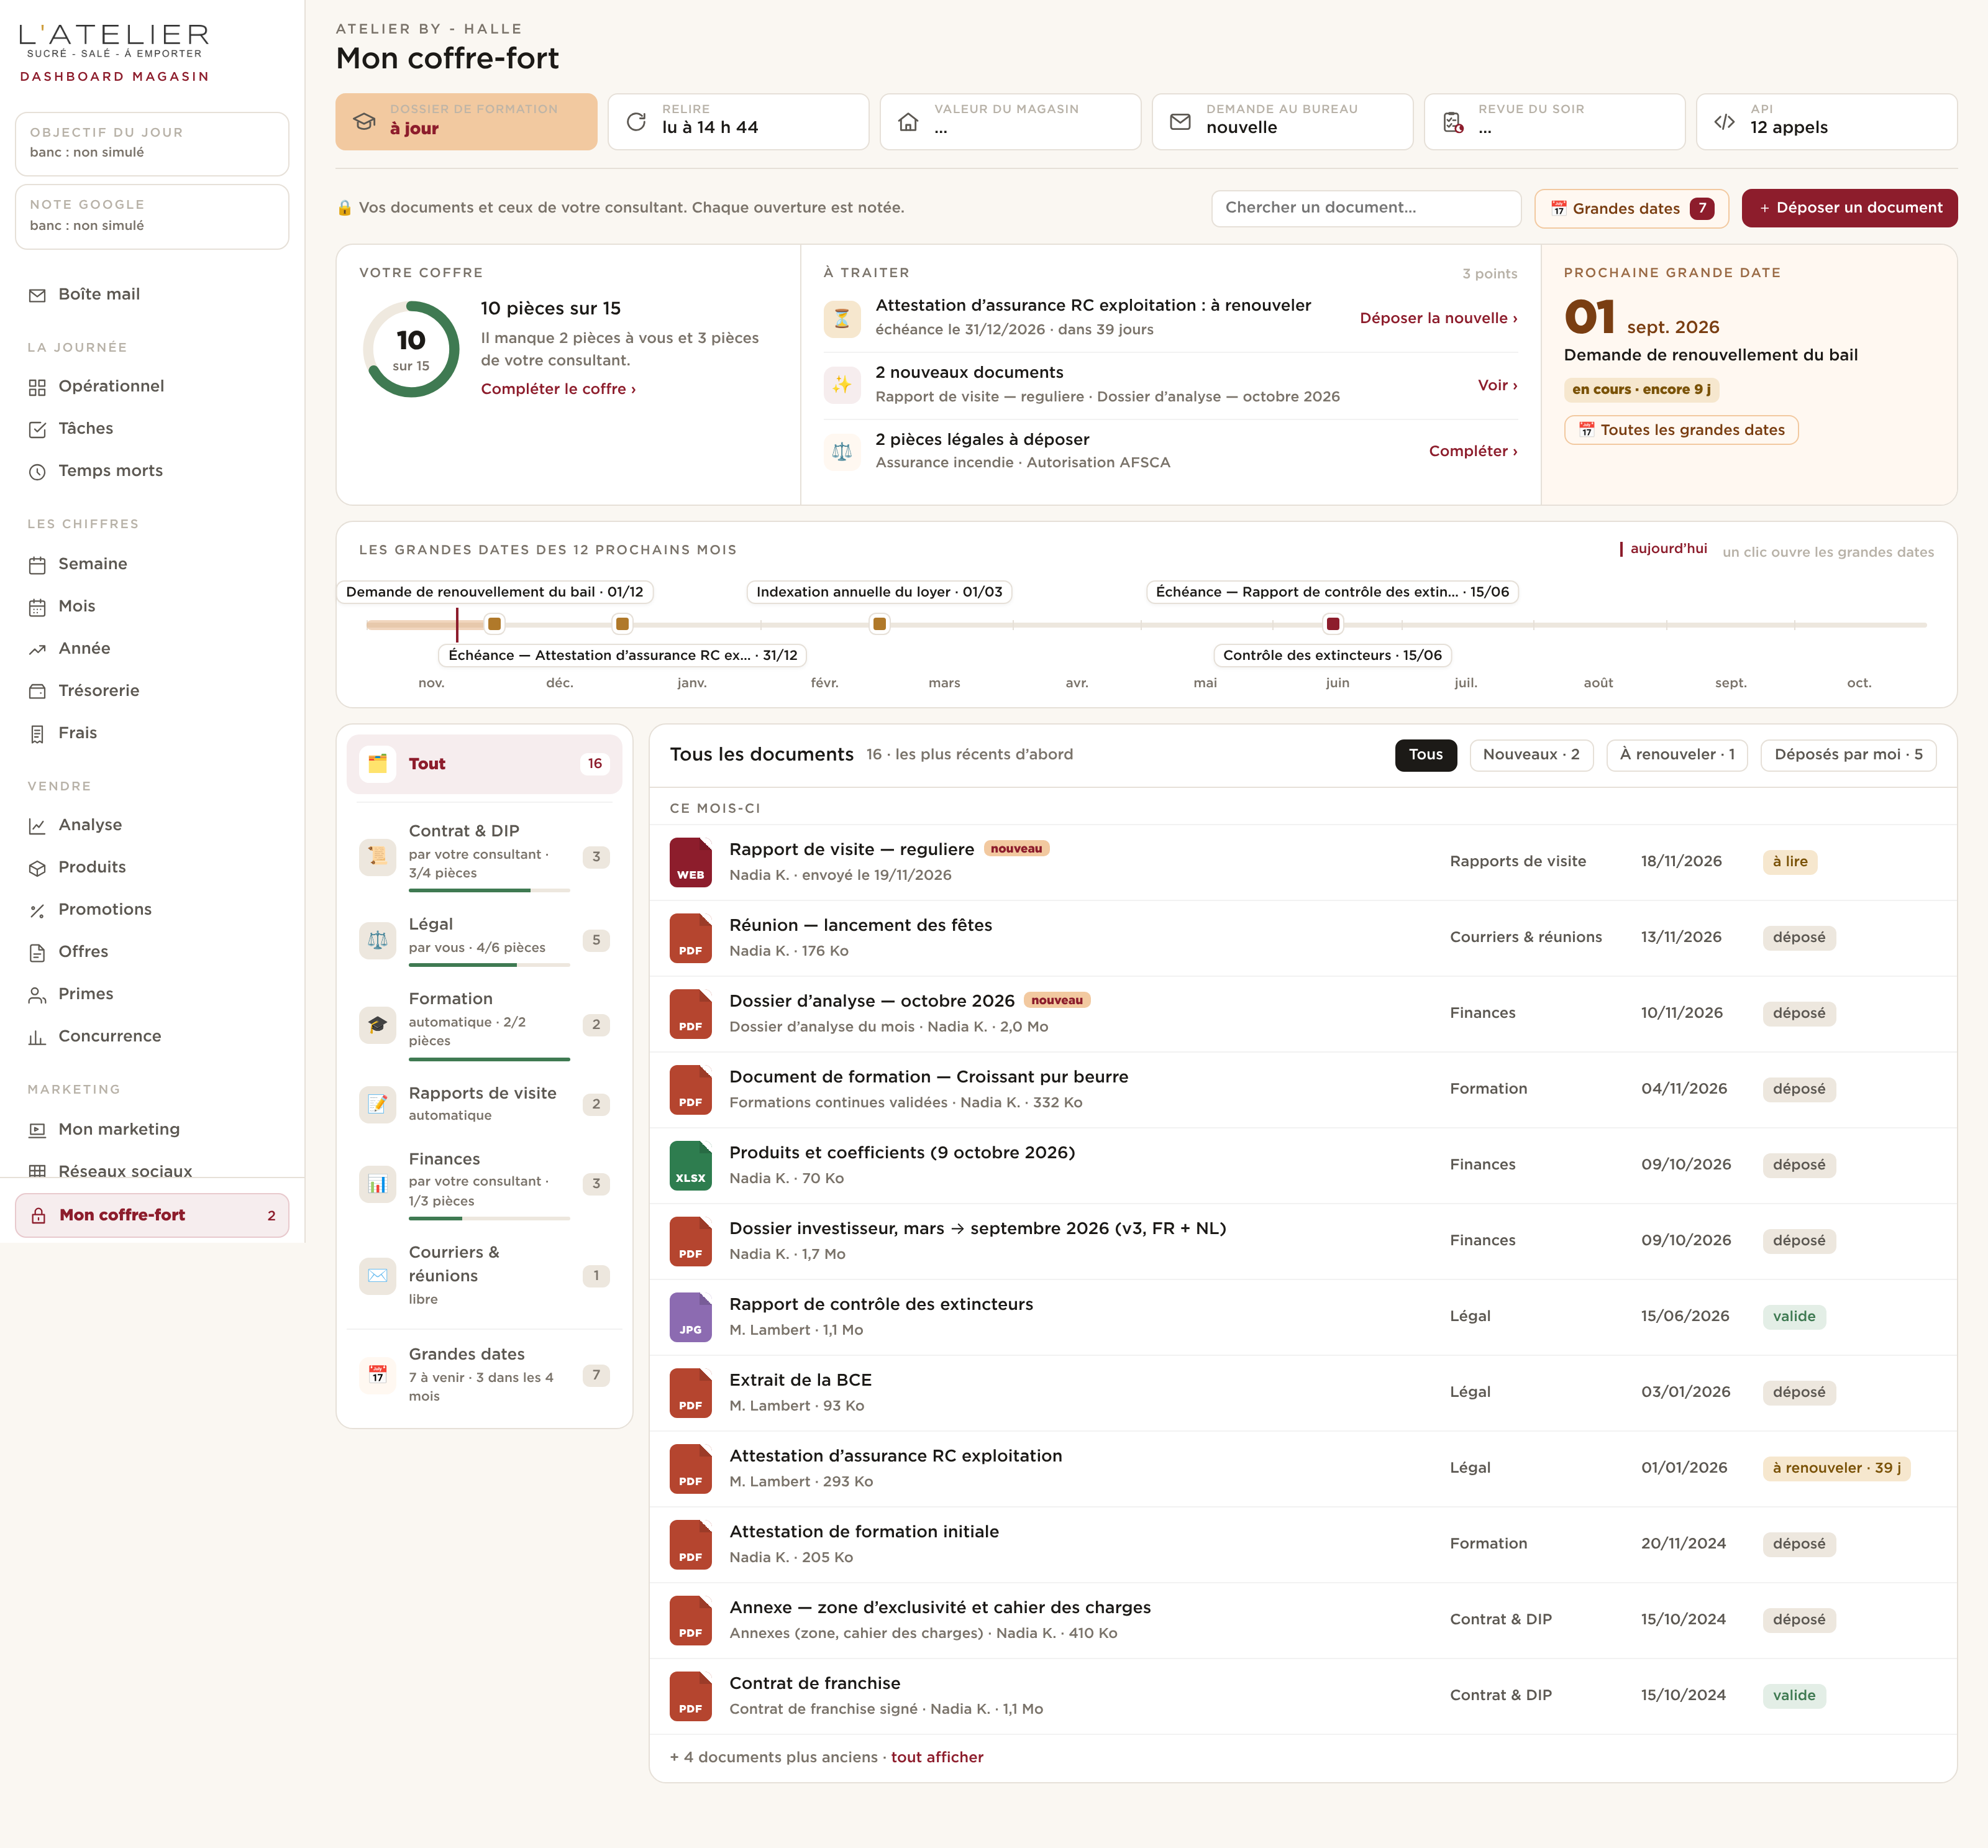 L'ATELIER
SUCRÉ - SALÉ - À EMPORTER
DASHBOARD MAGASIN
OBJECTIF DU JOUR
banc : non simulé
NOTE GOOGLE
banc : non simulé
Boîte mail
LA JOURNÉE
Opérationnel
Tâches
Temps morts
LES CHIFFRES
Semaine
Mois
Année
Trésorerie
Frais
VENDRE
Analyse
Produits
Promotions
Offres
Primes
Concurrence
MARKETING
Mon marketing
Réseaux sociaux
Mon coffre-fort 2
ATELIER BY - HALLE
Mon coffre-fort
DOSSIER DE FORMATION
à jour
RELIRE
lu à 14 h 44
VALEUR DU MAGASIN
...
DEMANDE AU BUREAU
nouvelle
REVUE DU SOIR
...
API
12 appels
Vos documents et ceux de votre consultant. Chaque ouverture est notée.
Chercher un document...
Grandes dates 7
+ Déposer un document
VOTRE COFFRE
10
sur 15
10 pièces sur 15
Il manque 2 pièces à vous et 3 pièces
de votre consultant.
Compléter le coffre ›
À TRAITER 3 points
Attestation d’assurance RC exploitation : à renouveler
échéance le 31/12/2026 · dans 39 jours
Déposer la nouvelle ›
2 nouveaux documents
Rapport de visite — reguliere · Dossier d’analyse — octobre 2026
Voir ›
2 pièces légales à déposer
Assurance incendie · Autorisation AFSCA
Compléter ›
PROCHAINE GRANDE DATE
01 sept. 2026
Demande de renouvellement du bail
en cours · encore 9 j
Toutes les grandes dates
LES GRANDES DATES DES 12 PROCHAINS MOIS
aujourd’hui un clic ouvre les grandes dates
Demande de renouvellement du bail · 01/12
Indexation annuelle du loyer · 01/03
Échéance — Rapport de contrôle des extin... · 15/06
Échéance — Attestation d’assurance RC ex... · 31/12
Contrôle des extincteurs · 15/06
nov. déc. janv. févr. mars avr. mai juin juil. août sept. oct.
Tout 16
Contrat & DIP
par votre consultant ·
3/4 pièces
3
Légal
par vous · 4/6 pièces
5
Formation
automatique · 2/2
pièces
2
Rapports de visite
automatique
2
Finances
par votre consultant ·
1/3 pièces
3
Courriers &
réunions
libre
1
Grandes dates
7 à venir · 3 dans les 4
mois
7
Tous les documents 16 · les plus récents d’abord
Tous Nouveaux · 2 À renouveler · 1 Déposés par moi · 5
CE MOIS-CI
WEB
Rapport de visite — reguliere nouveau
Nadia K. · envoyé le 19/11/2026
Rapports de visite 18/11/2026 à lire
PDF
Réunion — lancement des fêtes
Nadia K. · 176 Ko
Courriers & réunions 13/11/2026 déposé
PDF
Dossier d’analyse — octobre 2026 nouveau
Dossier d’analyse du mois · Nadia K. · 2,0 Mo
Finances 10/11/2026 déposé
PDF
Document de formation — Croissant pur beurre
Formations continues validées · Nadia K. · 332 Ko
Formation 04/11/2026 déposé
XLSX
Produits et coefficients (9 octobre 2026)
Nadia K. · 70 Ko
Finances 09/10/2026 déposé
PDF
Dossier investisseur, mars → septembre 2026 (v3, FR + NL)
Nadia K. · 1,7 Mo
Finances 09/10/2026 déposé
JPG
Rapport de contrôle des extincteurs
M. Lambert · 1,1 Mo
Légal 15/06/2026 valide
PDF
Extrait de la BCE
M. Lambert · 93 Ko
Légal 03/01/2026 déposé
PDF
Attestation d’assurance RC exploitation
M. Lambert · 293 Ko
Légal 01/01/2026 à renouveler · 39 j
PDF
Attestation de formation initiale
Nadia K. · 205 Ko
Formation 20/11/2024 déposé
PDF
Annexe — zone d’exclusivité et cahier des charges
Annexes (zone, cahier des charges) · Nadia K. · 410 Ko
Contrat & DIP 15/10/2024 déposé
PDF
Contrat de franchise
Contrat de franchise signé · Nadia K. · 1,1 Mo
Contrat & DIP 15/10/2024 valide
+ 4 documents plus anciens · tout afficher